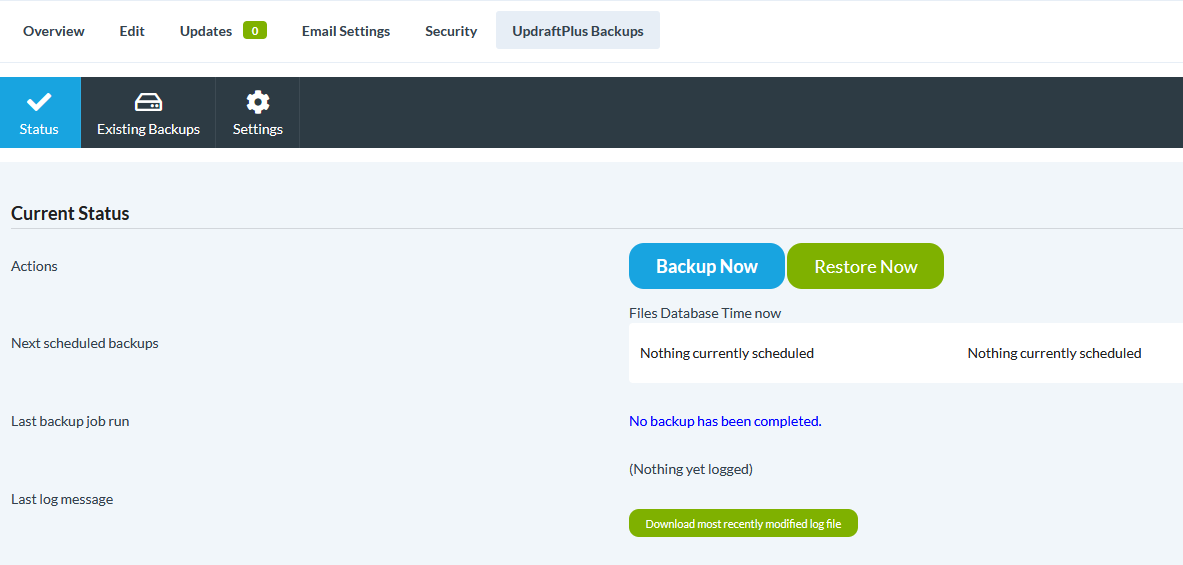 Overview Edit Updates 0 Email Settings Security UpdraftPlus Backups
Status Existing Backups Settings
Current Status
Actions Backup Now Restore Now
Files Database Time now
Next scheduled backups
Nothing currently scheduled Nothing currently scheduled
Last backup job run No backup has been completed.
(Nothing yet logged)
Last log message
Download most recently modified log file